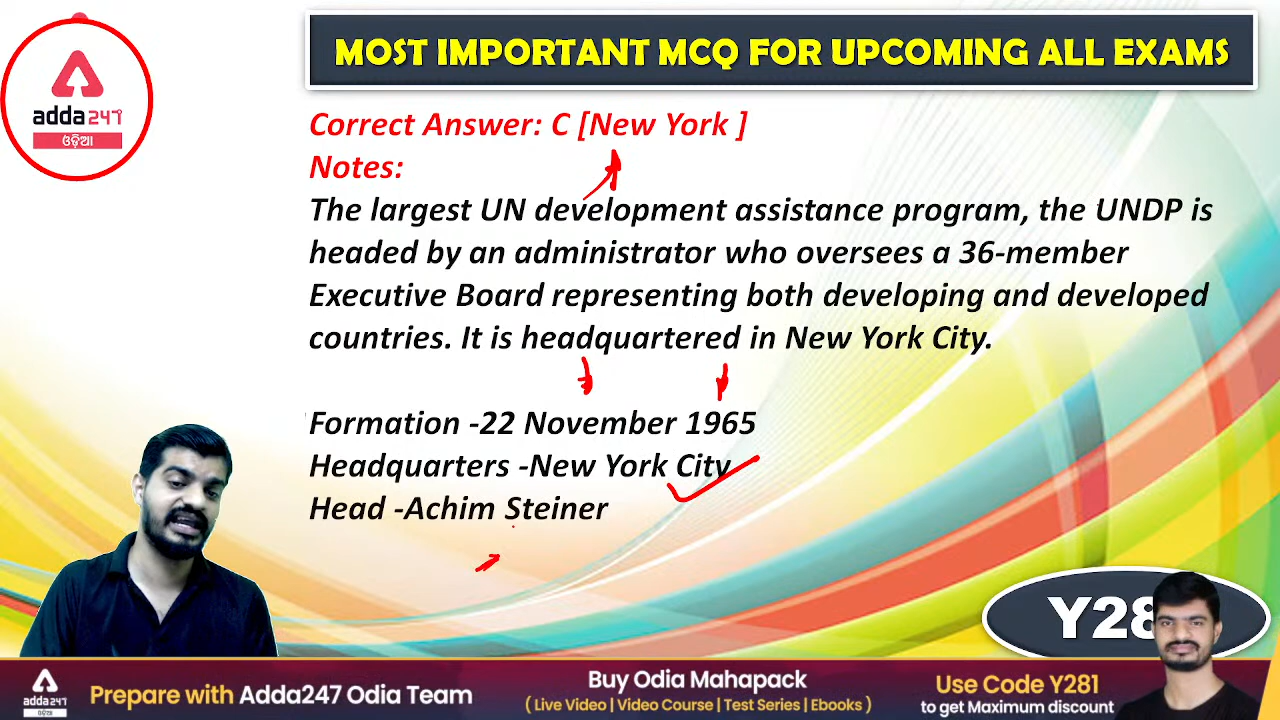 MOST IMPORTANT MCQ FOR UPCOMING ALL EXAMS
adda247
ଓଡ଼ିଆ
Correct Answer: C [New York ]
Notes:
The largest UN development assistance program, the UNDP is
headed by an administrator who oversees a 36-member
Executive Board representing both developing and developed
countries. It is headquartered in New York City.
Formation -22 November 1965
Headquarters -New York City
Head -Achim Steiner
Y28
adda247
ଓଡ଼ିଆ
Prepare with Adda247 Odia Team
Buy Odia Mahapack
( Live Video | Video Course | Test Series | Ebooks )
Use Code Y281
to get Maximum discount